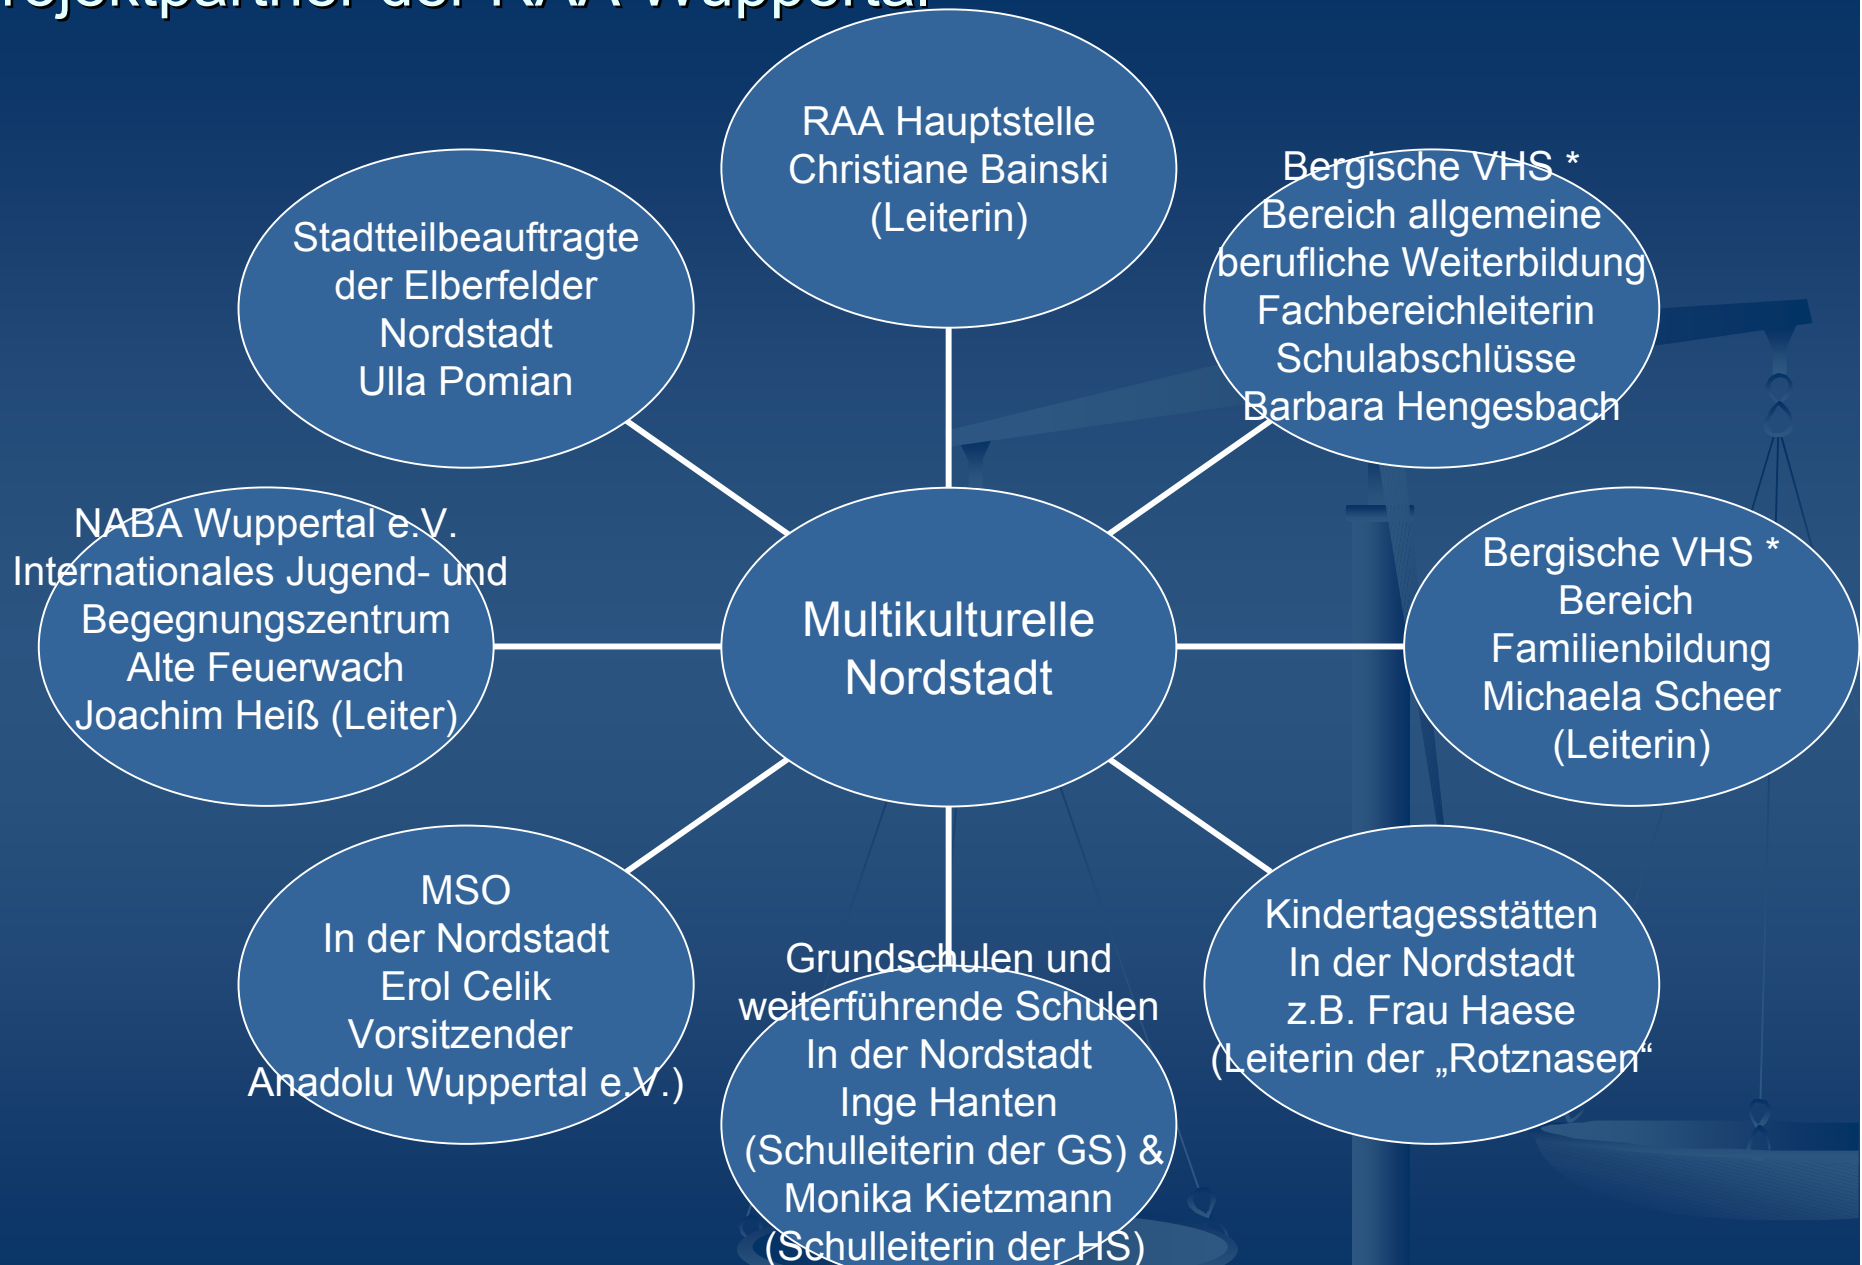 rojektpartner der RAA Wuppertal
RAA Hauptstelle
Christiane Bainski
(Leiterin)
Bergische VHS *
Bereich allgemeine
berufliche Weiterbildung
Fachbereichleiterin
Schulabschlüsse
Barbara Hengesbach
Bergische VHS *
Bereich
Familienbildung
Michaela Scheer
(Leiterin)
Kindertagesstätten
In der Nordstadt
z.B. Frau Haese
(Leiterin der „Rotznasen“
Grundschulen und
weiterführende Schulen
In der Nordstadt
Inge Hanten
(Schulleiterin der GS) &
Monika Kietzmann
(Schulleiterin der HS)
MSO
In der Nordstadt
Erol Celik
Vorsitzender
Anadolu Wuppertal e.V.)
NABA Wuppertal e.V.
Internationales Jugend- und
Begegnungszentrum
Alte Feuerwach
Joachim Heiß (Leiter)
Stadtteilbeauftragte
der Elberfelder
Nordstadt
Ulla Pomian
Multikulturelle
Nordstadt